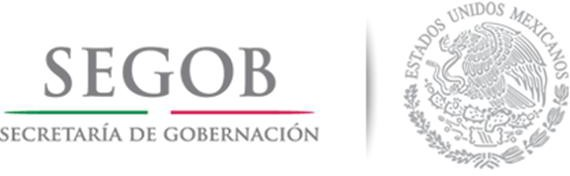 SEGOB
SECRETARÍA DE GOBERNACIÓN
ESTADOS UNIDOS MEXICANOS